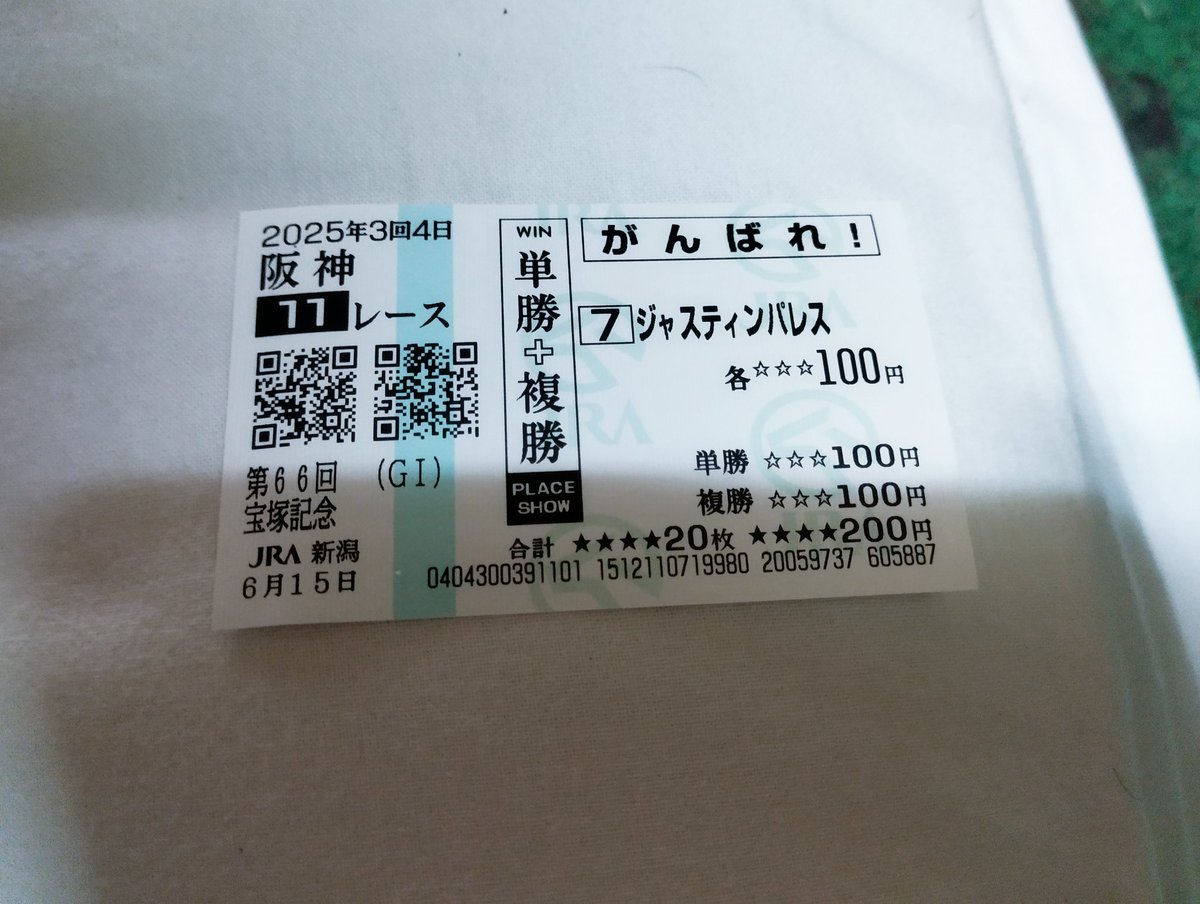 2025年3回4日
阪神
11レース
第66回 (GⅠ)
宝塚記念
JRA 新潟
6月15日
WIN
単勝+複勝
PLACE
SHOW
がんばれ!
7 ジャスティンパレス
各☆☆☆100円
単勝 ☆☆☆100円
複勝 ☆☆☆100円
合計 ★★★★20枚 ★★★★200円
0404300391101 1512110719980 20059737 605887